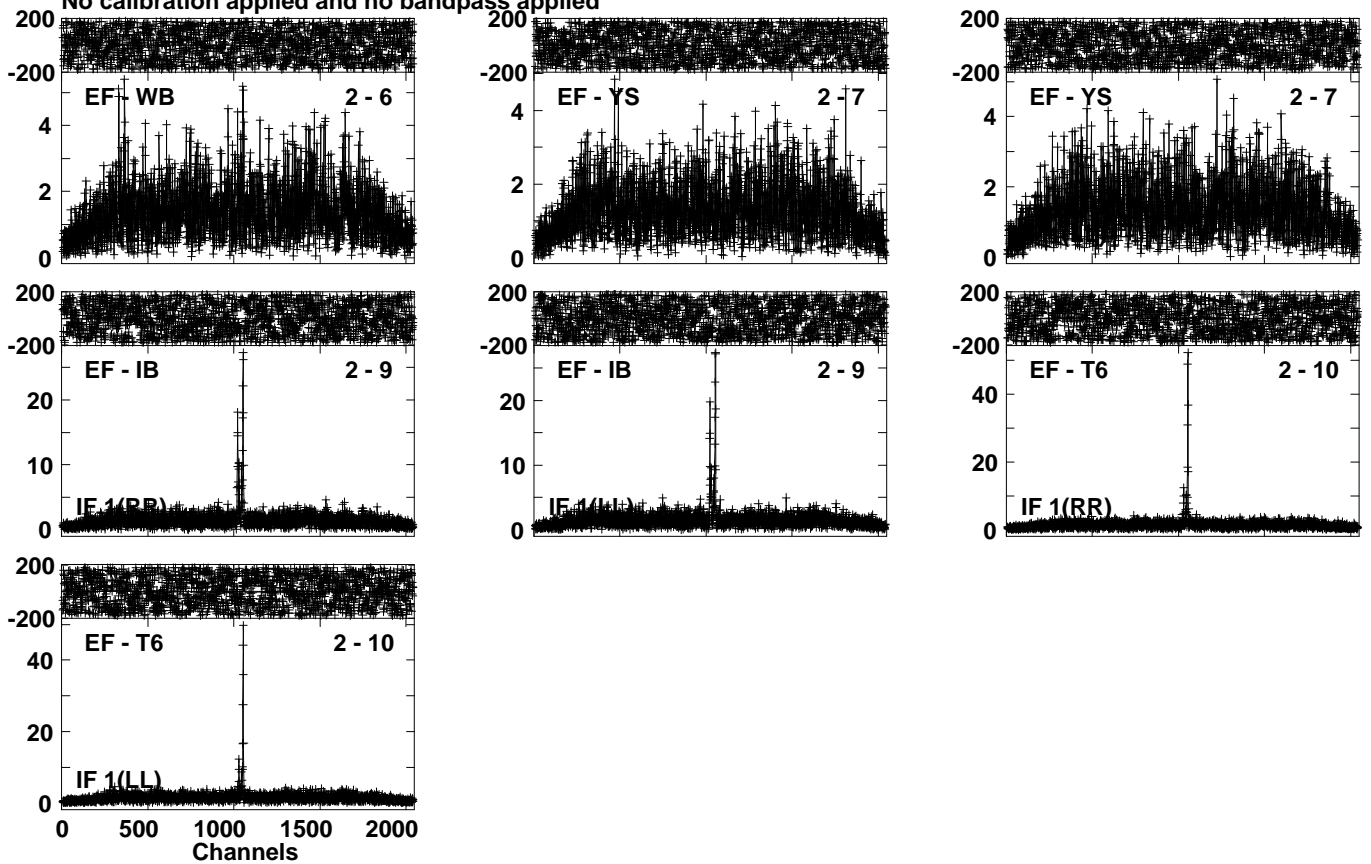 No calibration applied and no bandpass applied
200
-200
EF - WB 2 - 6
4
2
0
200
-200
EF - YS 2 - 7
4
2
0
200
-200
EF - YS 2 - 7
4
2
0
200
-200
EF - IB 2 - 9
20
10
IF 1(RR)
0
200
-200
EF - IB 2 - 9
20
10
IF 1(LL)
0
200
-200
EF - T6 2 - 10
40
20
IF 1(RR)
0
200
-200
EF - T6 2 - 10
40
20
IF 1(LL)
0
0 500 1000 1500 2000
Channels